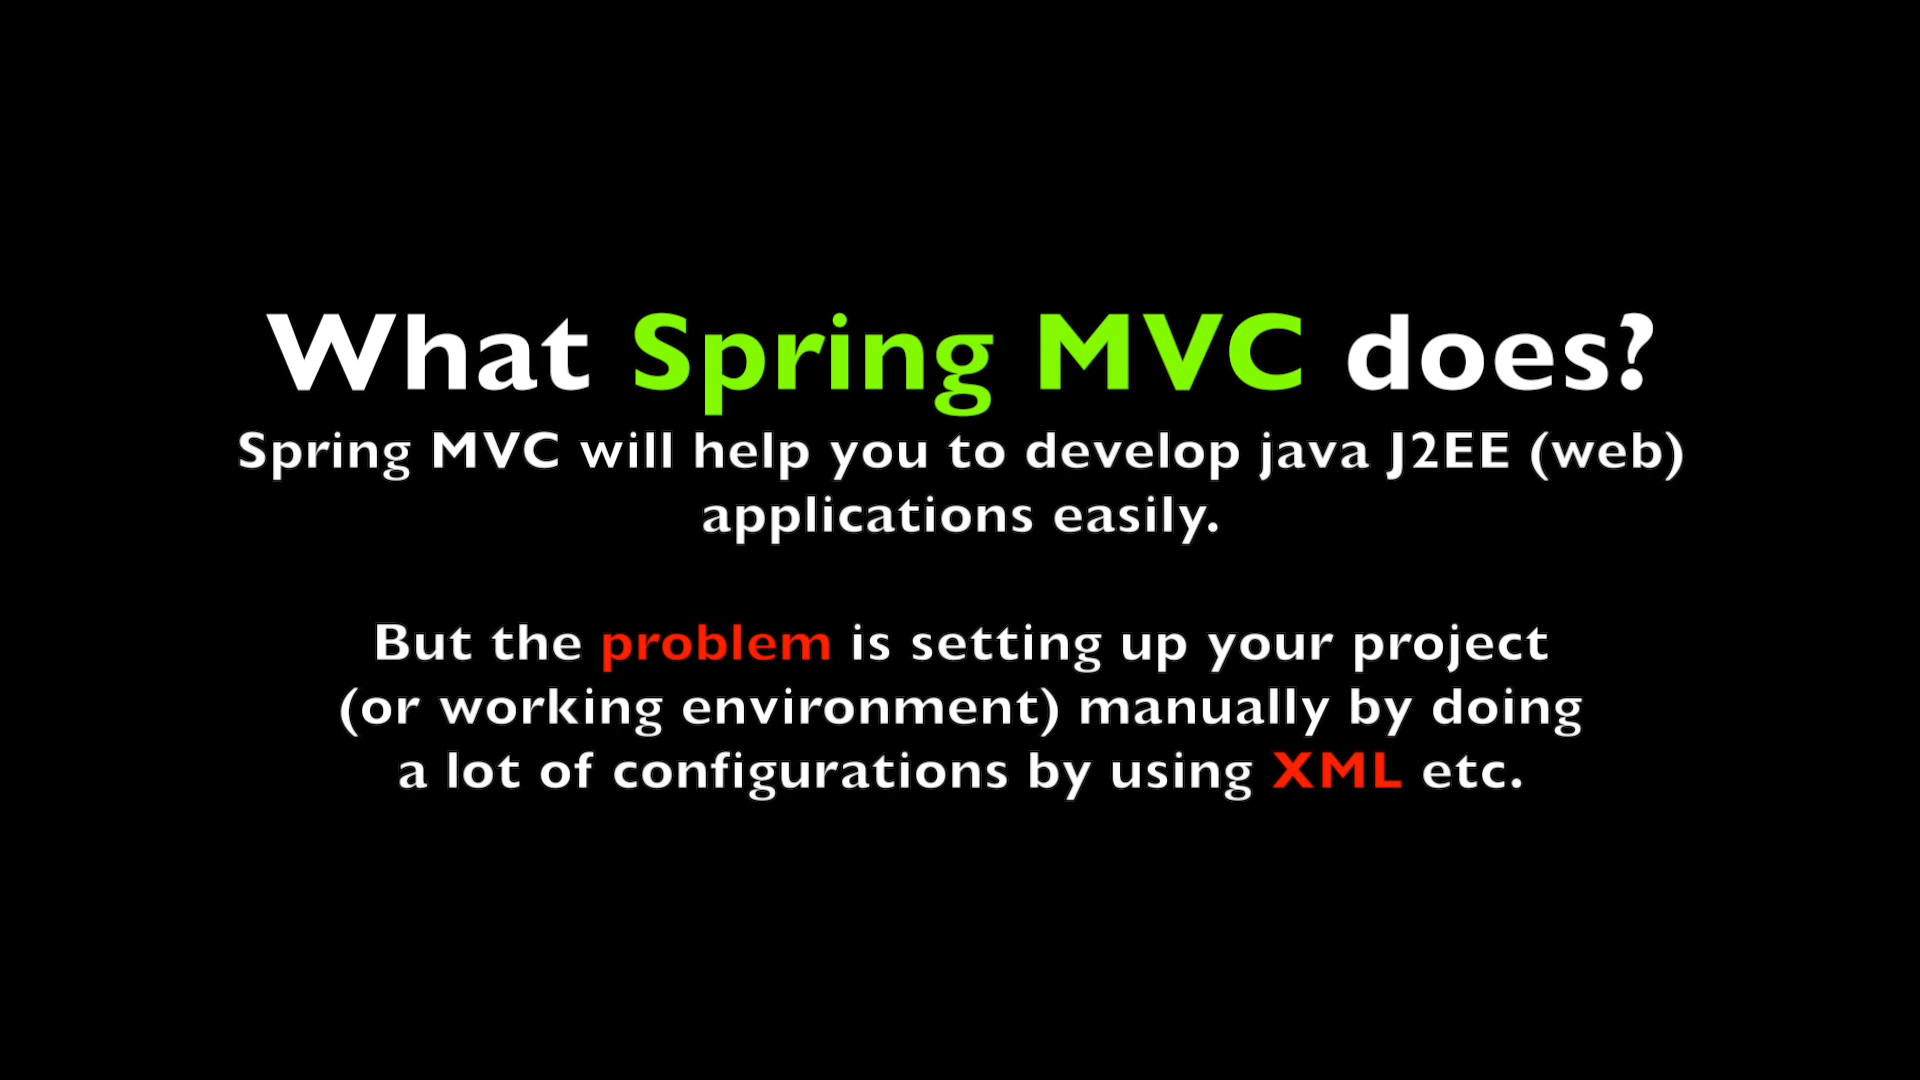 What Spring MVC does?
Spring MVC will help you to develop java J2EE (web)
applications easily.
But the problem is setting up your project
(or working environment) manually by doing
a lot of configurations by using XML etc.